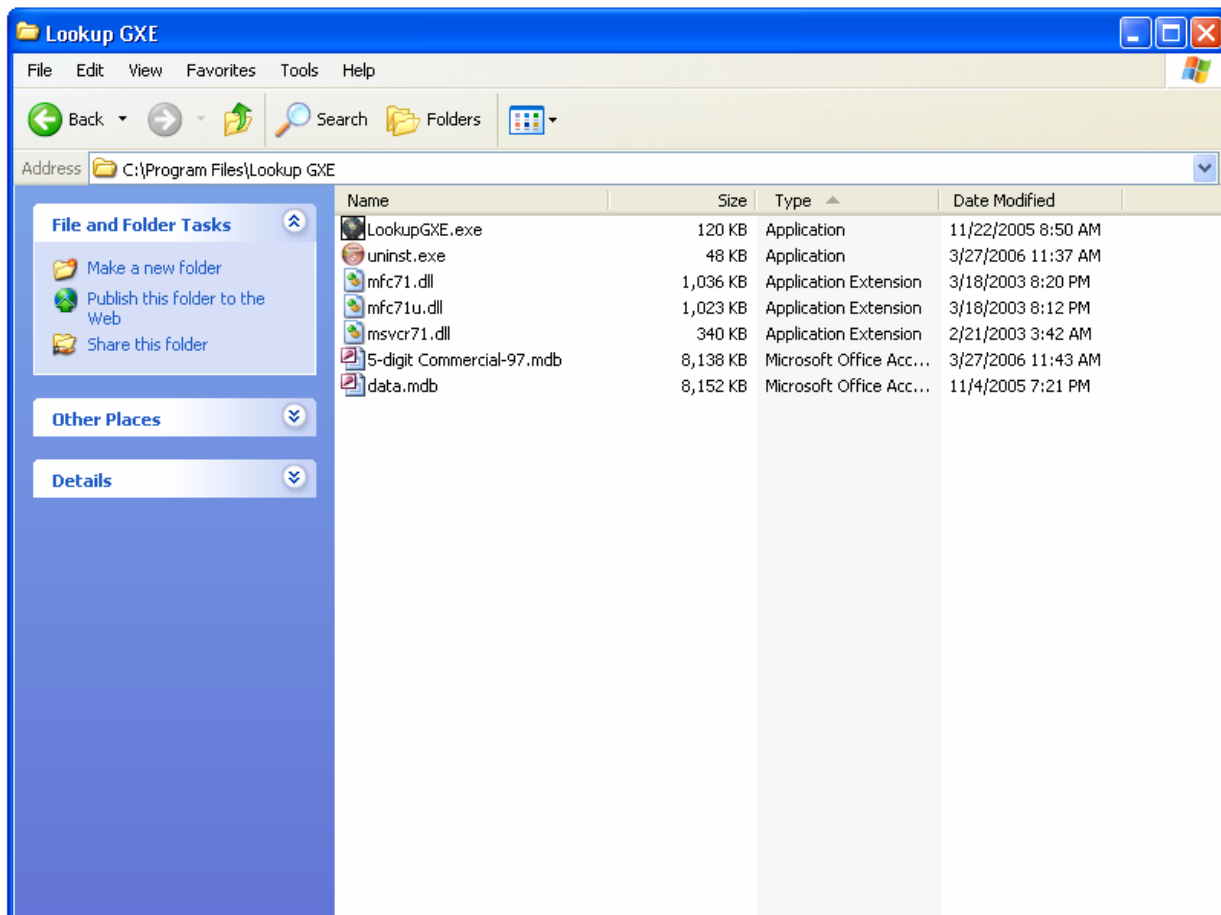 Lookup GXE
File Edit View Favorites Tools Help
Back Search Folders
Address C:\Program Files\Lookup GXE
File and Folder Tasks
Make a new folder
Publish this folder to the
Web
Share this folder
Other Places
Details
Name Size Type Date Modified
LookupGXE.exe 120 KB Application 11/22/2005 8:50 AM
uninst.exe 48 KB Application 3/27/2006 11:37 AM
mfc71.dll 1,036 KB Application Extension 3/18/2003 8:20 PM
mfc71u.dll 1,023 KB Application Extension 3/18/2003 8:12 PM
msvcr71.dll 340 KB Application Extension 2/21/2003 3:42 AM
5-digit Commercial-97.mdb 8,138 KB Microsoft Office Acc... 3/27/2006 11:43 AM
data.mdb 8,152 KB Microsoft Office Acc... 11/4/2005 7:21 PM